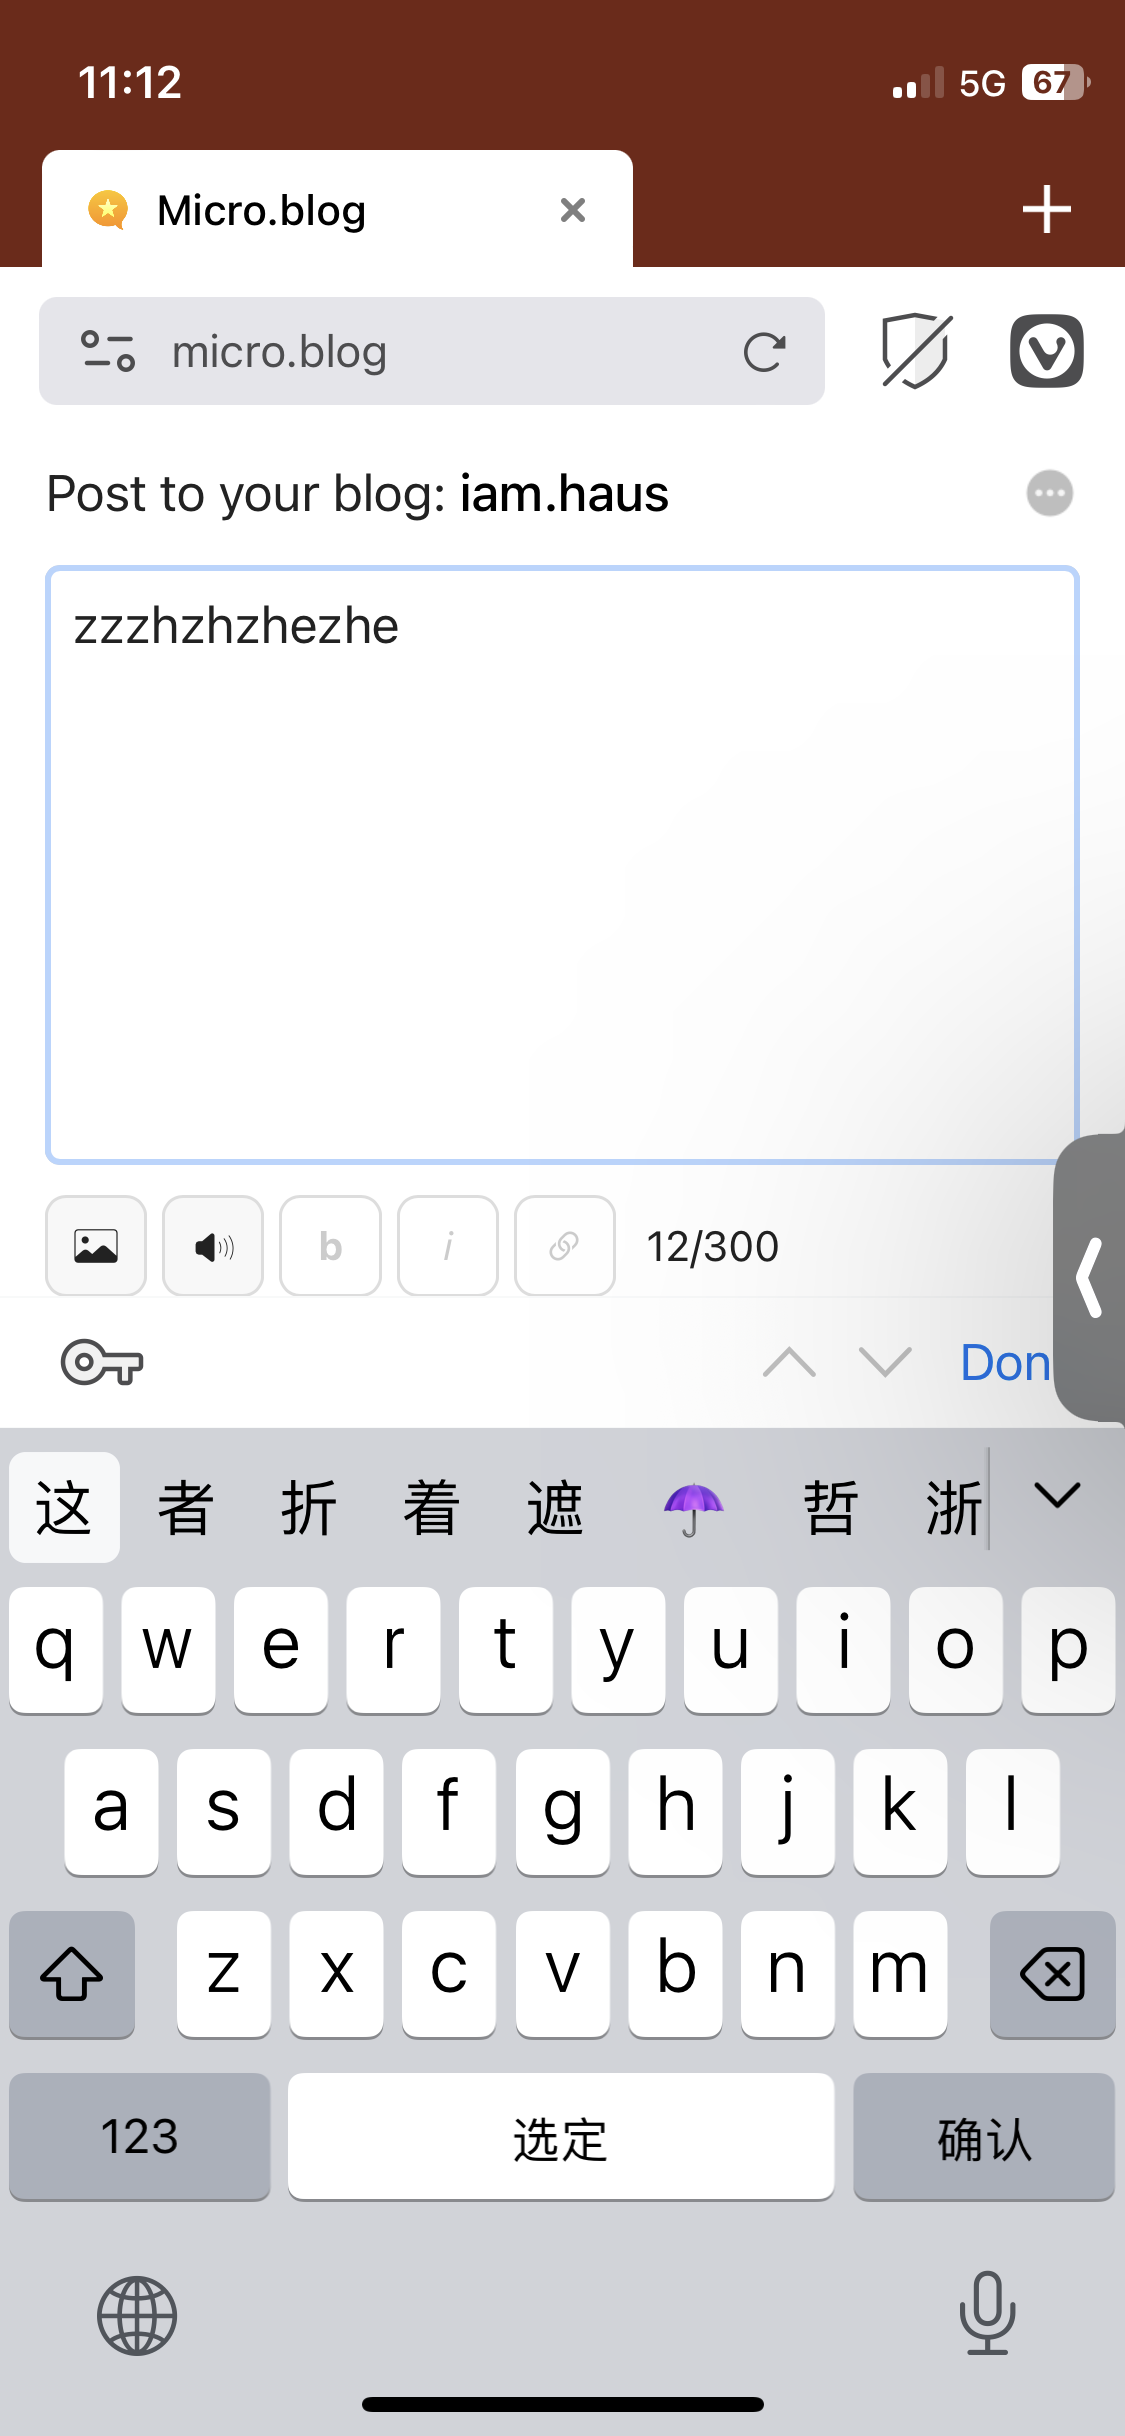 11:12 5G 67
Micro.blog
micro.blog
Post to your blog: iam.haus
zzzhzhzhezhe
b i 12/300
Don
这 者 折 着 遮 哲 浙
q w e r t y u i o p
a s d f g h j k l
z x c v b n m
123 选定 确认